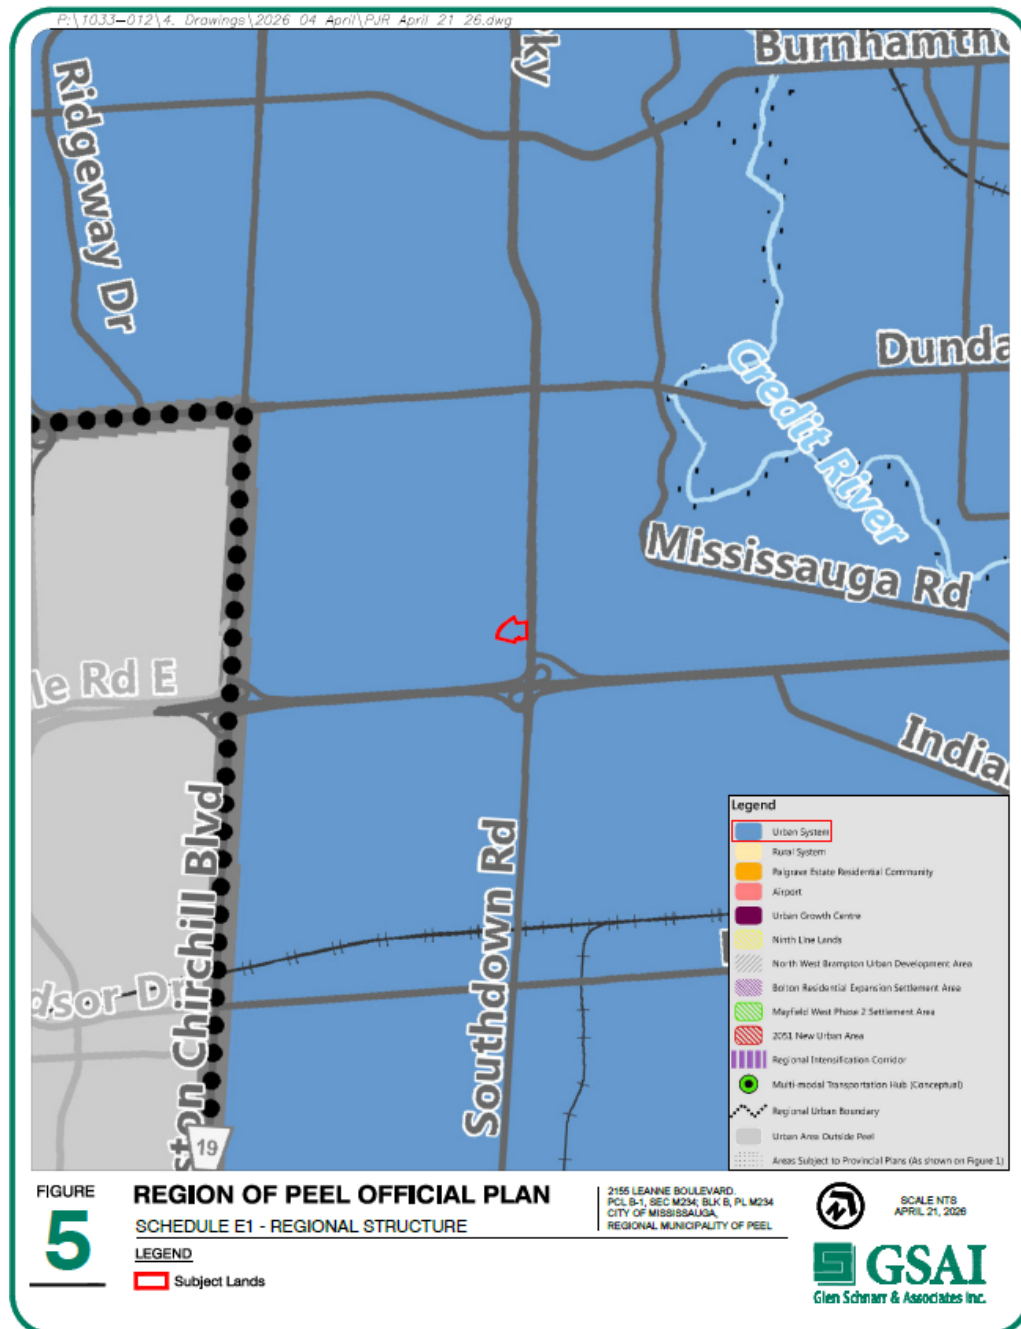 P:\1033-012\4. Drawings\2026 04 April\PJR April 21 26.dwg
Burnhamtho
ky
Ridgeway Dr
Dunda
Credit River
Mississauga Rd
le Rd E
India
ston Chirchill Blvd
Southdown Rd
dsor Dr
19
Legend
Urban System
Rural System
Palgrave Estate Residential Community
Airport
Urban Growth Centre
Ninth Line Lands
North West Brampton Urban Development Area
Bolton Residential Expansion Settlement Area
Mayfield West Phase 2 Settlement Area
2051 New Urban Area
Regional Intensification Corridor
Multi-modal Transportation Hub (Conceptual)
Regional Urban Boundary
Urban Area Outside Peel
Areas Subject to Provincial Plans (As shown on Figure 1)
FIGURE
5
REGION OF PEEL OFFICIAL PLAN
SCHEDULE E1 - REGIONAL STRUCTURE
LEGEND
Subject Lands
2155 LEANNE BOULEVARD.
PCL B-1, SEC M234; BLK B, PL M234
CITY OF MISSISSAUGA,
REGIONAL MUNICIPALITY OF PEEL
SCALE NTS
APRIL 21, 2026
GSAI
Glen Schnarr & Associates Inc.